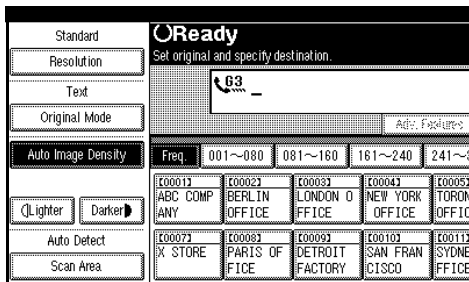 Standard
Resolution
Text
Original Mode
Auto Image Density
Lighter Darker
Auto Detect
Scan Area
Ready
Set original and specify destination.
G3 _
Adv. Features
Freq. 001~080 081~160 161~240 241~
[0001] [0002] [0003] [0004] [0005]
ABC COMP BERLIN LONDON O NEW YORK TORON
ANY OFFICE FFICE OFFICE OFFIC
[0007] [0008] [0009] [0010] [0011]
X STORE PARIS OF DETROIT SAN FRAN SYDNE
FICE FACTORY CISCO FFICE